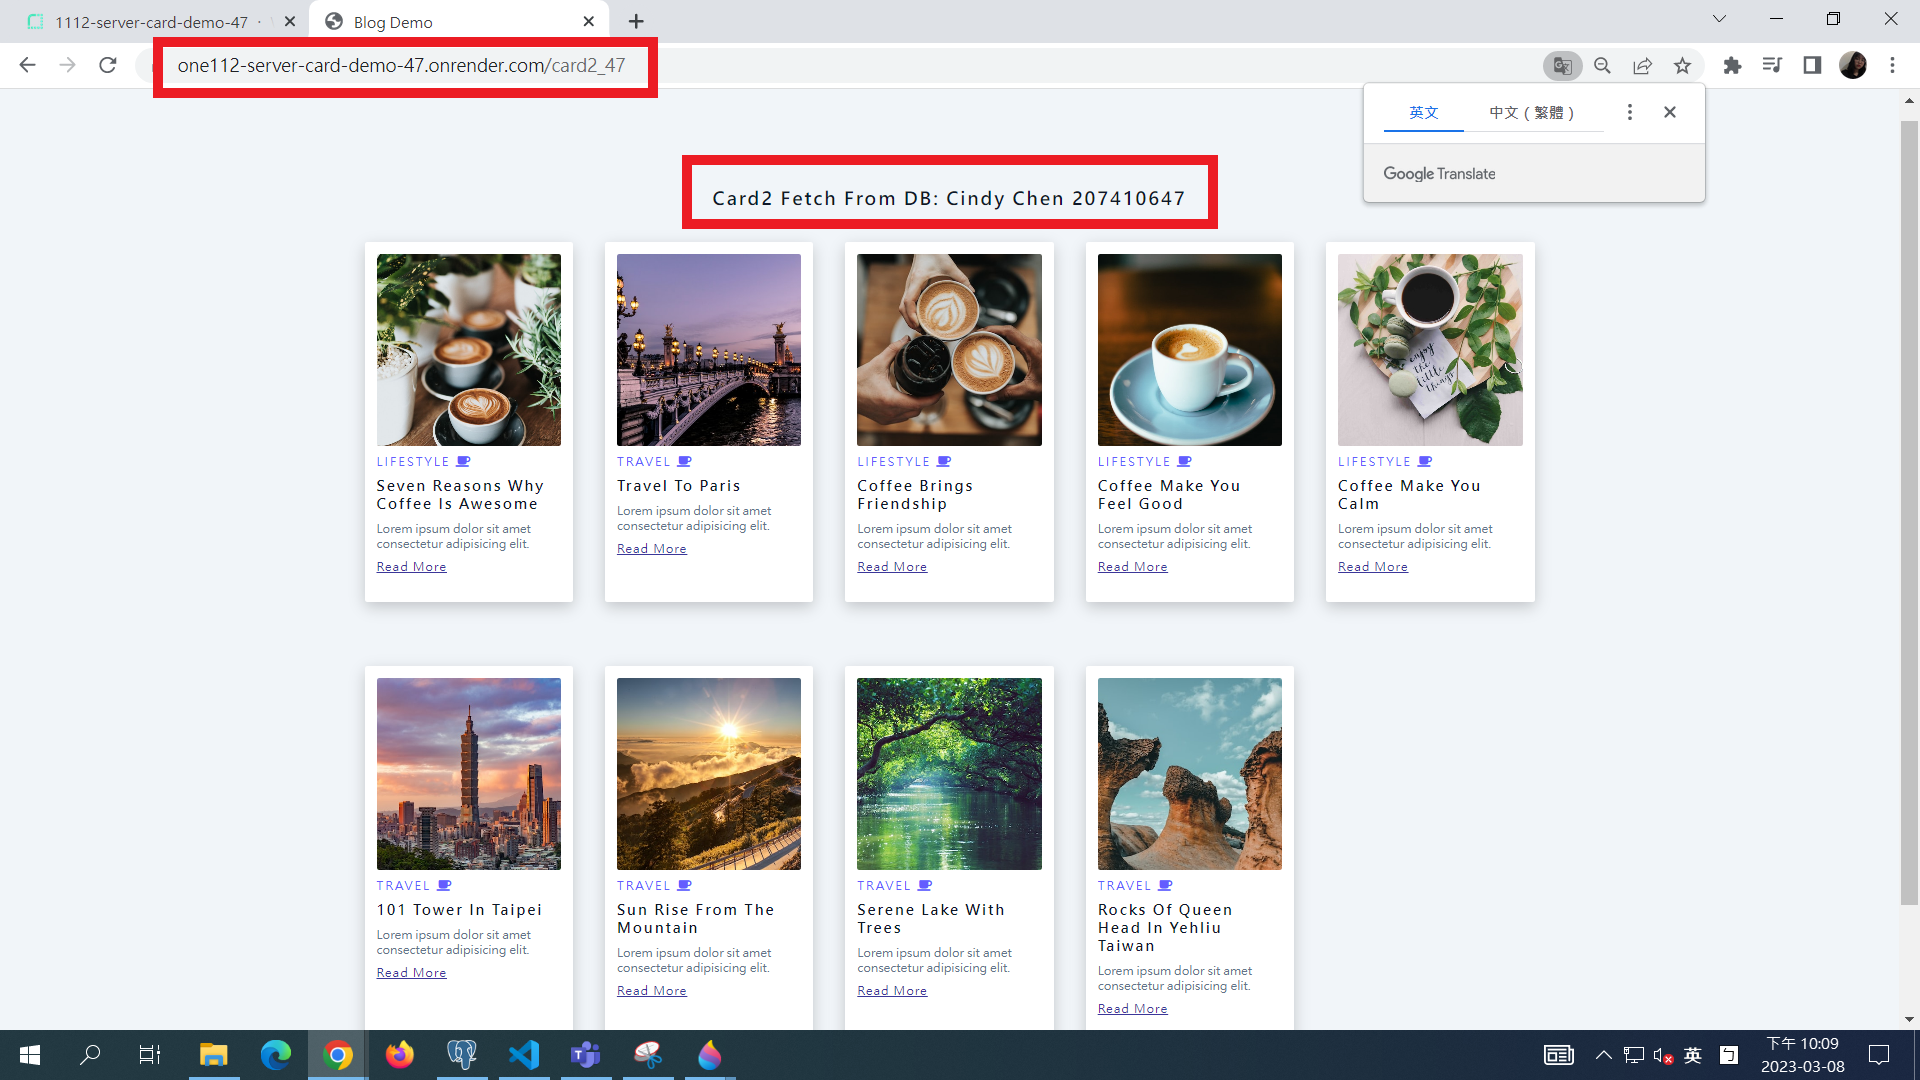 1112-server-card-demo-47 ·
Blog Demo
one112-server-card-demo-47.onrender.com/card2_47
英文
中文（繁體）
Google Translate
Card2 Fetch From DB: Cindy Chen 207410647
LIFESTYLE
Seven Reasons Why
Coffee Is Awesome
Lorem ipsum dolor sit amet
consectetur adipisicing elit.
Read More
TRAVEL
Travel To Paris
Lorem ipsum dolor sit amet
consectetur adipisicing elit.
Read More
LIFESTYLE
Coffee Brings
Friendship
Lorem ipsum dolor sit amet
consectetur adipisicing elit.
Read More
LIFESTYLE
Coffee Make You
Feel Good
Lorem ipsum dolor sit amet
consectetur adipisicing elit.
Read More
enjoy
the
little
things
LIFESTYLE
Coffee Make You
Calm
Lorem ipsum dolor sit amet
consectetur adipisicing elit.
Read More
TRAVEL
101 Tower In Taipei
Lorem ipsum dolor sit amet
consectetur adipisicing elit.
Read More
TRAVEL
Sun Rise From The
Mountain
Lorem ipsum dolor sit amet
consectetur adipisicing elit.
Read More
TRAVEL
Serene Lake With
Trees
Lorem ipsum dolor sit amet
consectetur adipisicing elit.
Read More
TRAVEL
Rocks Of Queen
Head In Yehliu
Taiwan
Lorem ipsum dolor sit amet
consectetur adipisicing elit.
Read More
英
ㄅ
下午 10:09
2023-03-08